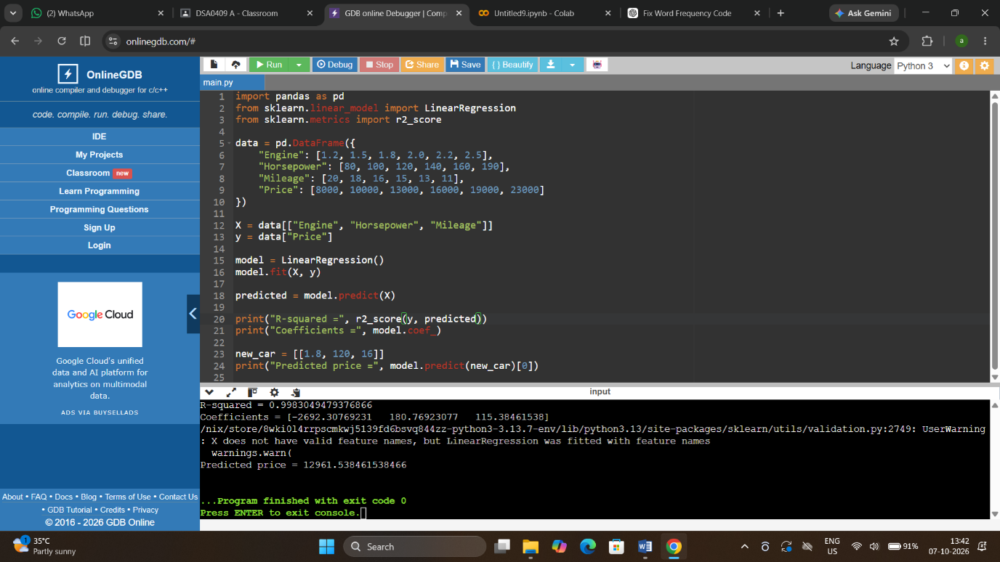 (2) WhatsApp
DSA0409 A - Classroom
GDB online Debugger | Comp
Untitled9.ipynb - Colab
Fix Word Frequency Code
Ask Gemini
onlinegdb.com/#
a
OnlineGDB
online compiler and debugger for c/c++
code. compile. run. debug. share.
IDE
My Projects
Classroom new
Learn Programming
Programming Questions
Sign Up
Login
Google Cloud
Google Cloud's unified
data and AI platform for
analytics on multimodal
data.
ADS VIA BUYSELLADS
About • FAQ • Docs • Blog • Terms of Use • Contact Us
• GDB Tutorial • Credits • Privacy
© 2016 - 2026 GDB Online
Run Debug Stop Share Save { } Beautify
Language Python 3
main.py
1 import pandas as pd
2 from sklearn.linear_model import LinearRegression
3 from sklearn.metrics import r2_score
4
5 data = pd.DataFrame({
6 "Engine": [1.2, 1.5, 1.8, 2.0, 2.2, 2.5],
7 "Horsepower": [80, 100, 120, 140, 160, 190],
8 "Mileage": [20, 18, 16, 15, 13, 11],
9 "Price": [8000, 10000, 13000, 16000, 19000, 23000]
10 })
11
12 X = data[["Engine", "Horsepower", "Mileage"]]
13 y = data["Price"]
14
15 model = LinearRegression()
16 model.fit(X, y)
17
18 predicted = model.predict(X)
19
20 print("R-squared =", r2_score(y, predicted))
21 print("Coefficients =", model.coef_)
22
23 new_car = [[1.8, 120, 16]]
24 print("Predicted price =", model.predict(new_car)[0])
25
input
R-squared = 0.9983049479376866
Coefficients = [-2692.30769231 180.76923077 115.38461538]
/nix/store/8wki0l4rrpscmkwj5139fd6bsvq844zz-python3-3.13.7-env/lib/python3.13/site-packages/sklearn/utils/validation.py:2749: UserWarning
: X does not have valid feature names, but LinearRegression was fitted with feature names
warnings.warn(
Predicted price = 12961.538461538466
...Program finished with exit code 0
Press ENTER to exit console.
1
35°C
Partly sunny
Search
ENG
US
91%
13:42
07-10-2026